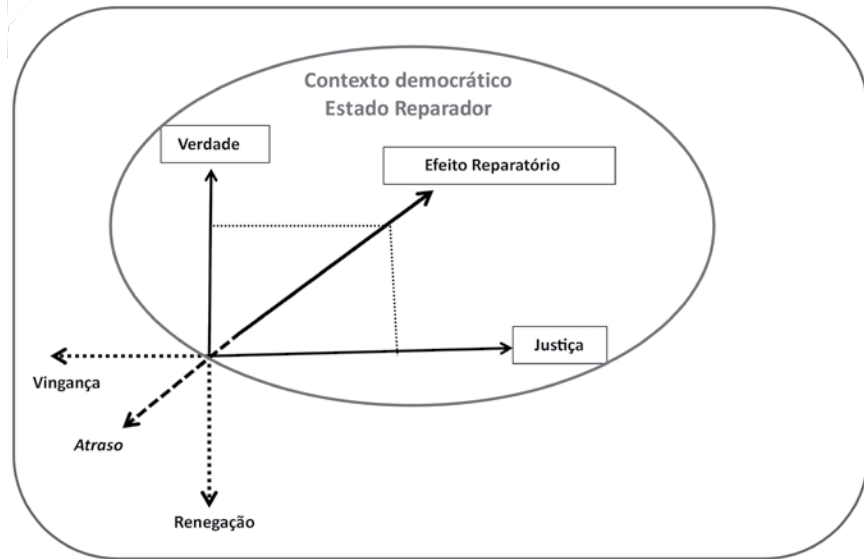 Contexto democrático
Estado Reparador
Verdade
Efeito Reparatório
Justiça
Vingança
Atraso
Renegação